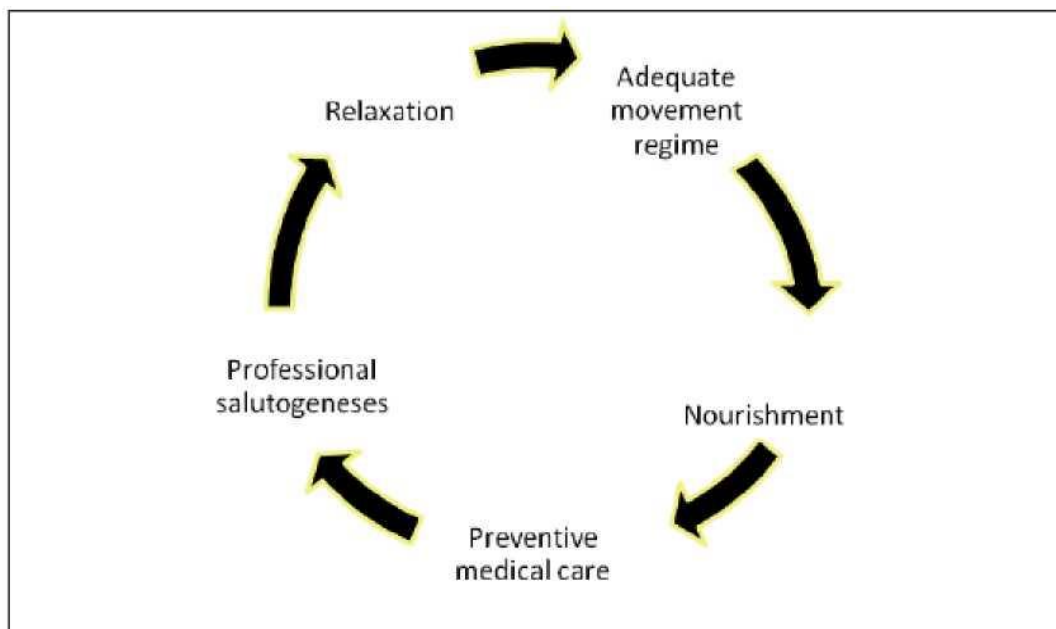 Relaxation
Adequate
movement
regime
Nourishment
Preventive
medical care
Professional
salutogeneses